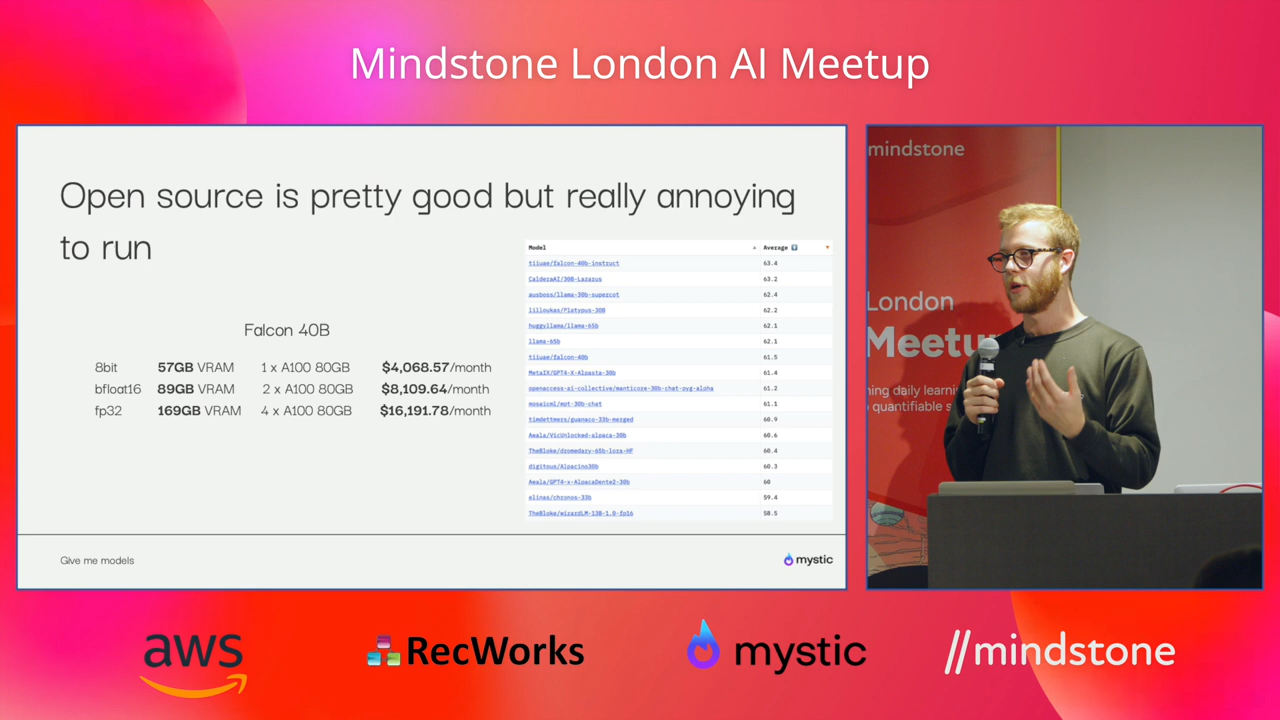 Mindstone London AI Meetup
Open source is pretty good but really annoying
to run
Falcon 40B
8bit 57GB VRAM 1 x A100 80GB $4,068.57/month
bfloat16 89GB VRAM 2 x A100 80GB $8,109.64/month
fp32 169GB VRAM 4 x A100 80GB $16,191.78/month
Model Average
tiiuae/falcon-40b-instruct 63.4
CalderaAI/30B-Lazarus 63.2
ausboss/llama-30b-supercot 62.4
lilloukas/Platypus-30B 62.2
huggyllama/llama-65b 62.1
llama-65b 62.1
tiiuae/falcon-40b 61.5
MetaIX/GPT4-X-Alpasta-30b 61.4
openaccess-ai-collective/manticore-30b-chat-pyg-alpha 61.2
mosaicml/mpt-30b-chat 61.1
timdettmers/guanaco-33b-merged 60.9
Aeala/VicUnlocked-alpaca-30b 60.6
TheBloke/dromedary-65b-lora-HF 60.4
digitous/Alpacino30b 60.3
Aeala/GPT4-x-AlpacaDente2-30b 60
elinas/chronos-33b 59.4
TheBloke/wizardLM-13B-1.0-fp16 58.5
Give me models
mystic
mindstone
London
Meetu
ning daily learni
quantifiable s
aws
RecWorks
mystic
//mindstone